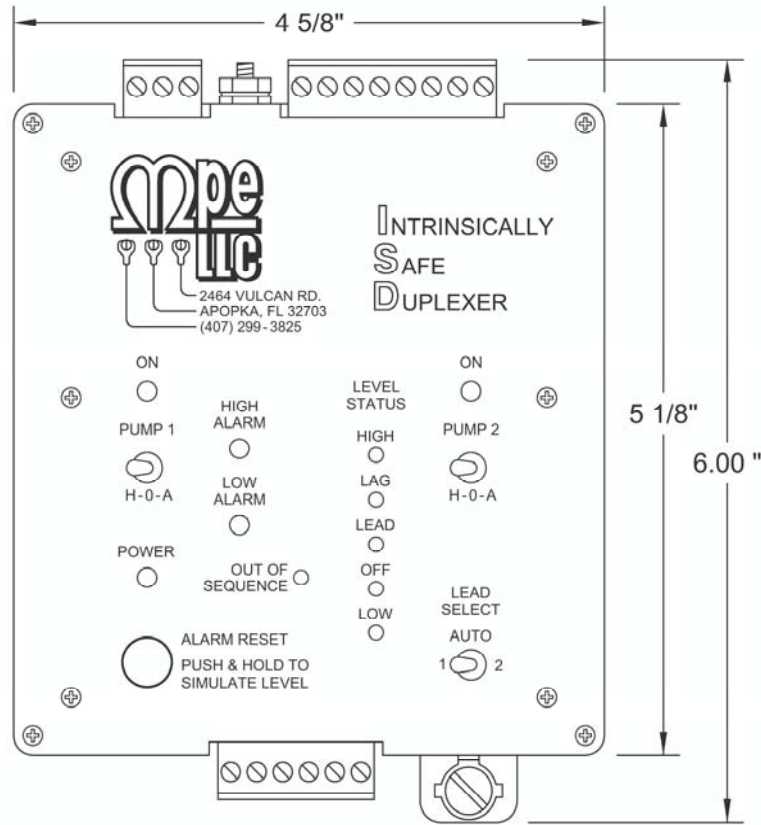 4 5/8"
Mpe
LLC
2464 VULCAN RD.
APOPKA, FL 32703
(407) 299-3825
INTRINSICALLY
SAFE
DUPLEXER
ON
PUMP 1
H-0-A
HIGH
ALARM
LOW
ALARM
POWER
OUT OF
SEQUENCE
ALARM RESET
PUSH & HOLD TO
SIMULATE LEVEL
LEVEL
STATUS
HIGH
LAG
LEAD
OFF
LOW
ON
PUMP 2
H-0-A
LEAD
SELECT
AUTO
1 2
5 1/8"
6.00 "